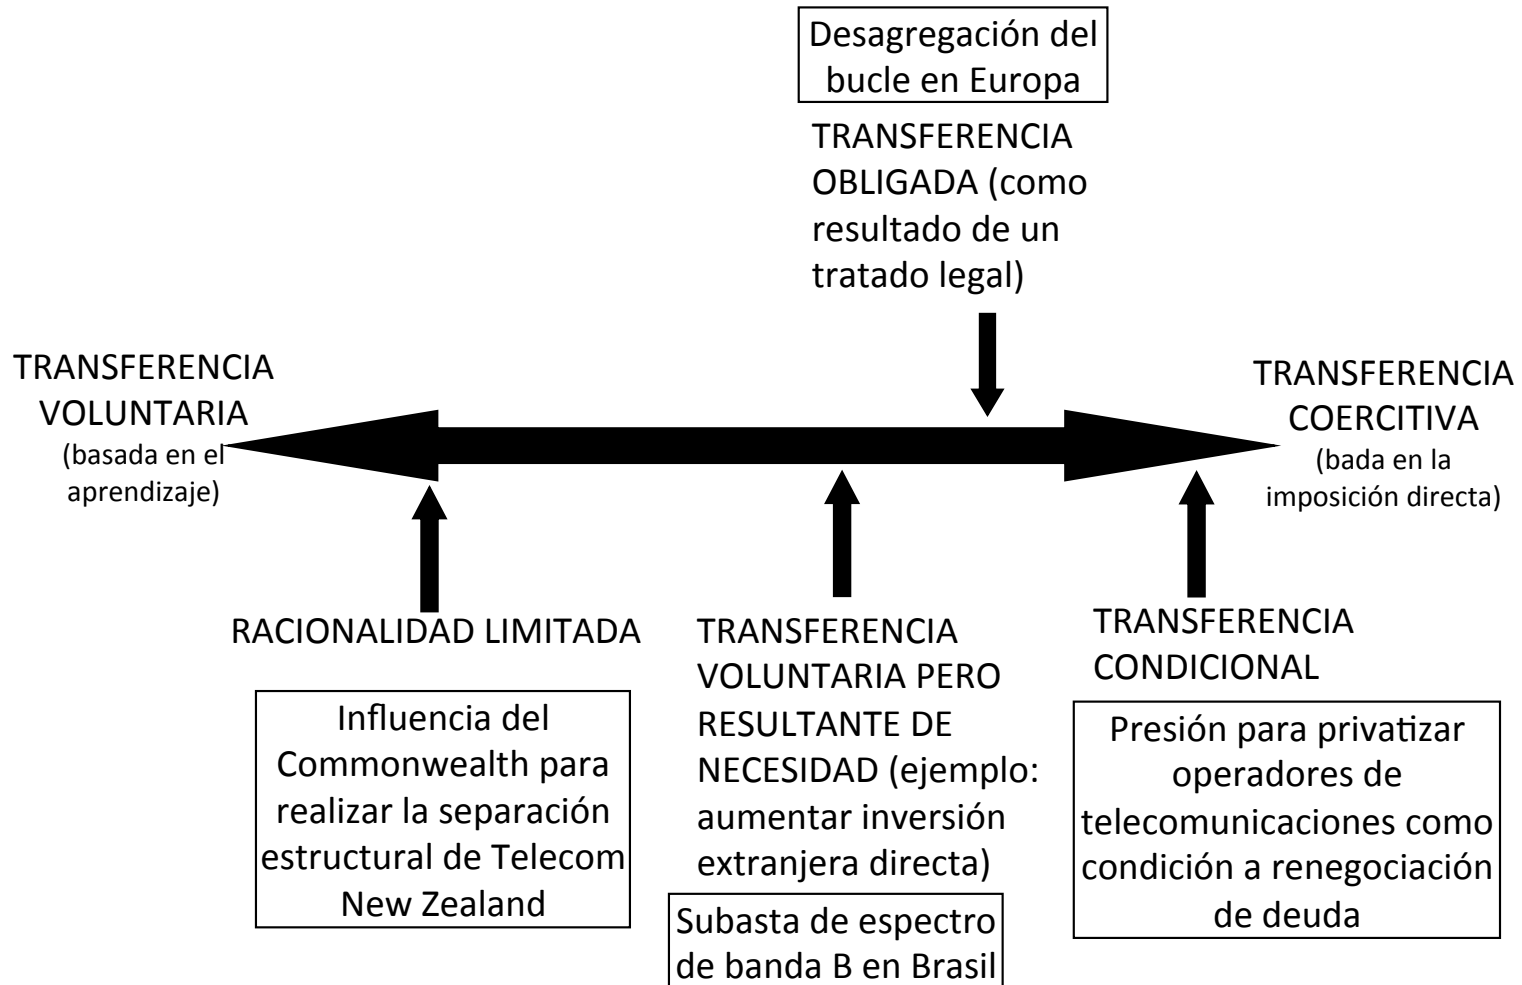 Desagregación del
bucle en Europa
TRANSFERENCIA
OBLIGADA (como
resultado de un
tratado legal)
TRANSFERENCIA
VOLUNTARIA
(basada en el
aprendizaje)
TRANSFERENCIA
COERCITIVA
(bada en la
imposición directa)
RACIONALIDAD LIMITADA
Influencia del
Commonwealth para
realizar la separación
estructural de Telecom
New Zealand
TRANSFERENCIA
VOLUNTARIA PERO
RESULTANTE DE
NECESIDAD (ejemplo:
aumentar inversión
extranjera directa)
Subasta de espectro
de banda B en Brasil
TRANSFERENCIA
CONDICIONAL
Presión para privatizar
operadores de
telecomunicaciones como
condición a renegociación
de deuda